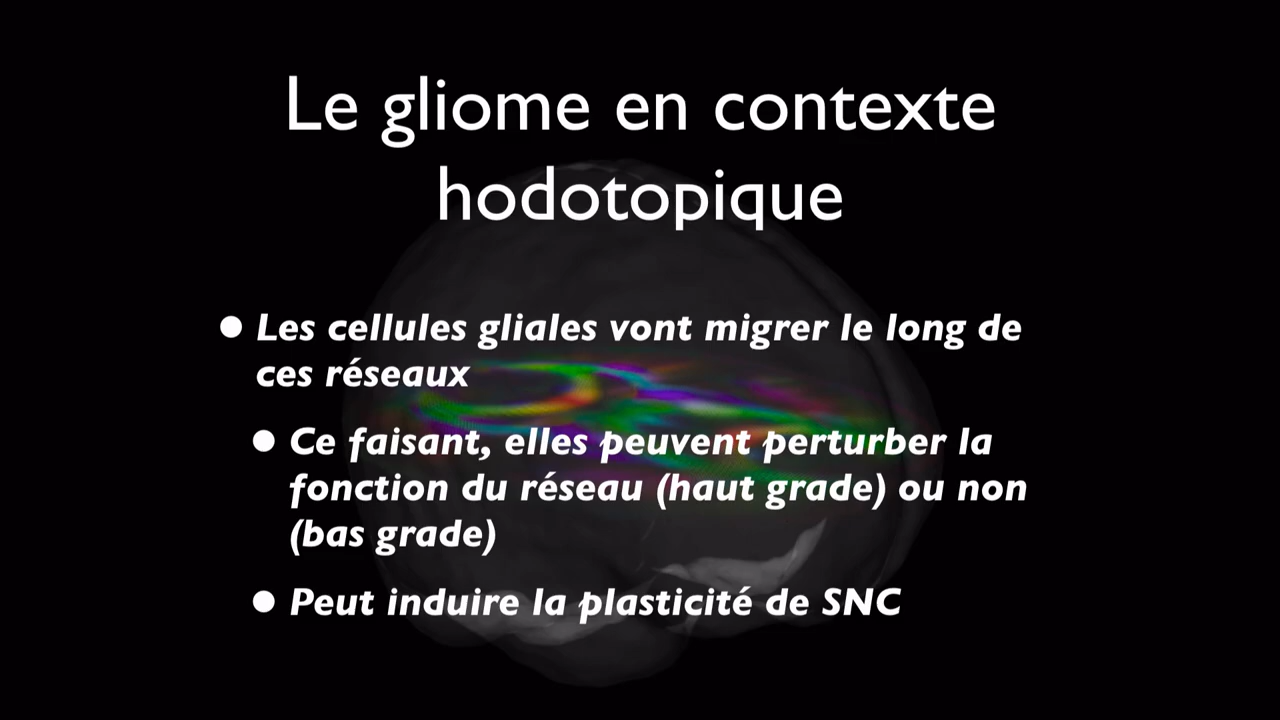 Le gliome en contexte
hodotopique
• Les cellules gliales vont migrer le long de
ces réseaux
• Ce faisant, elles peuvent perturber la
fonction du réseau (haut grade) ou non
(bas grade)
• Peut induire la plasticité de SNC